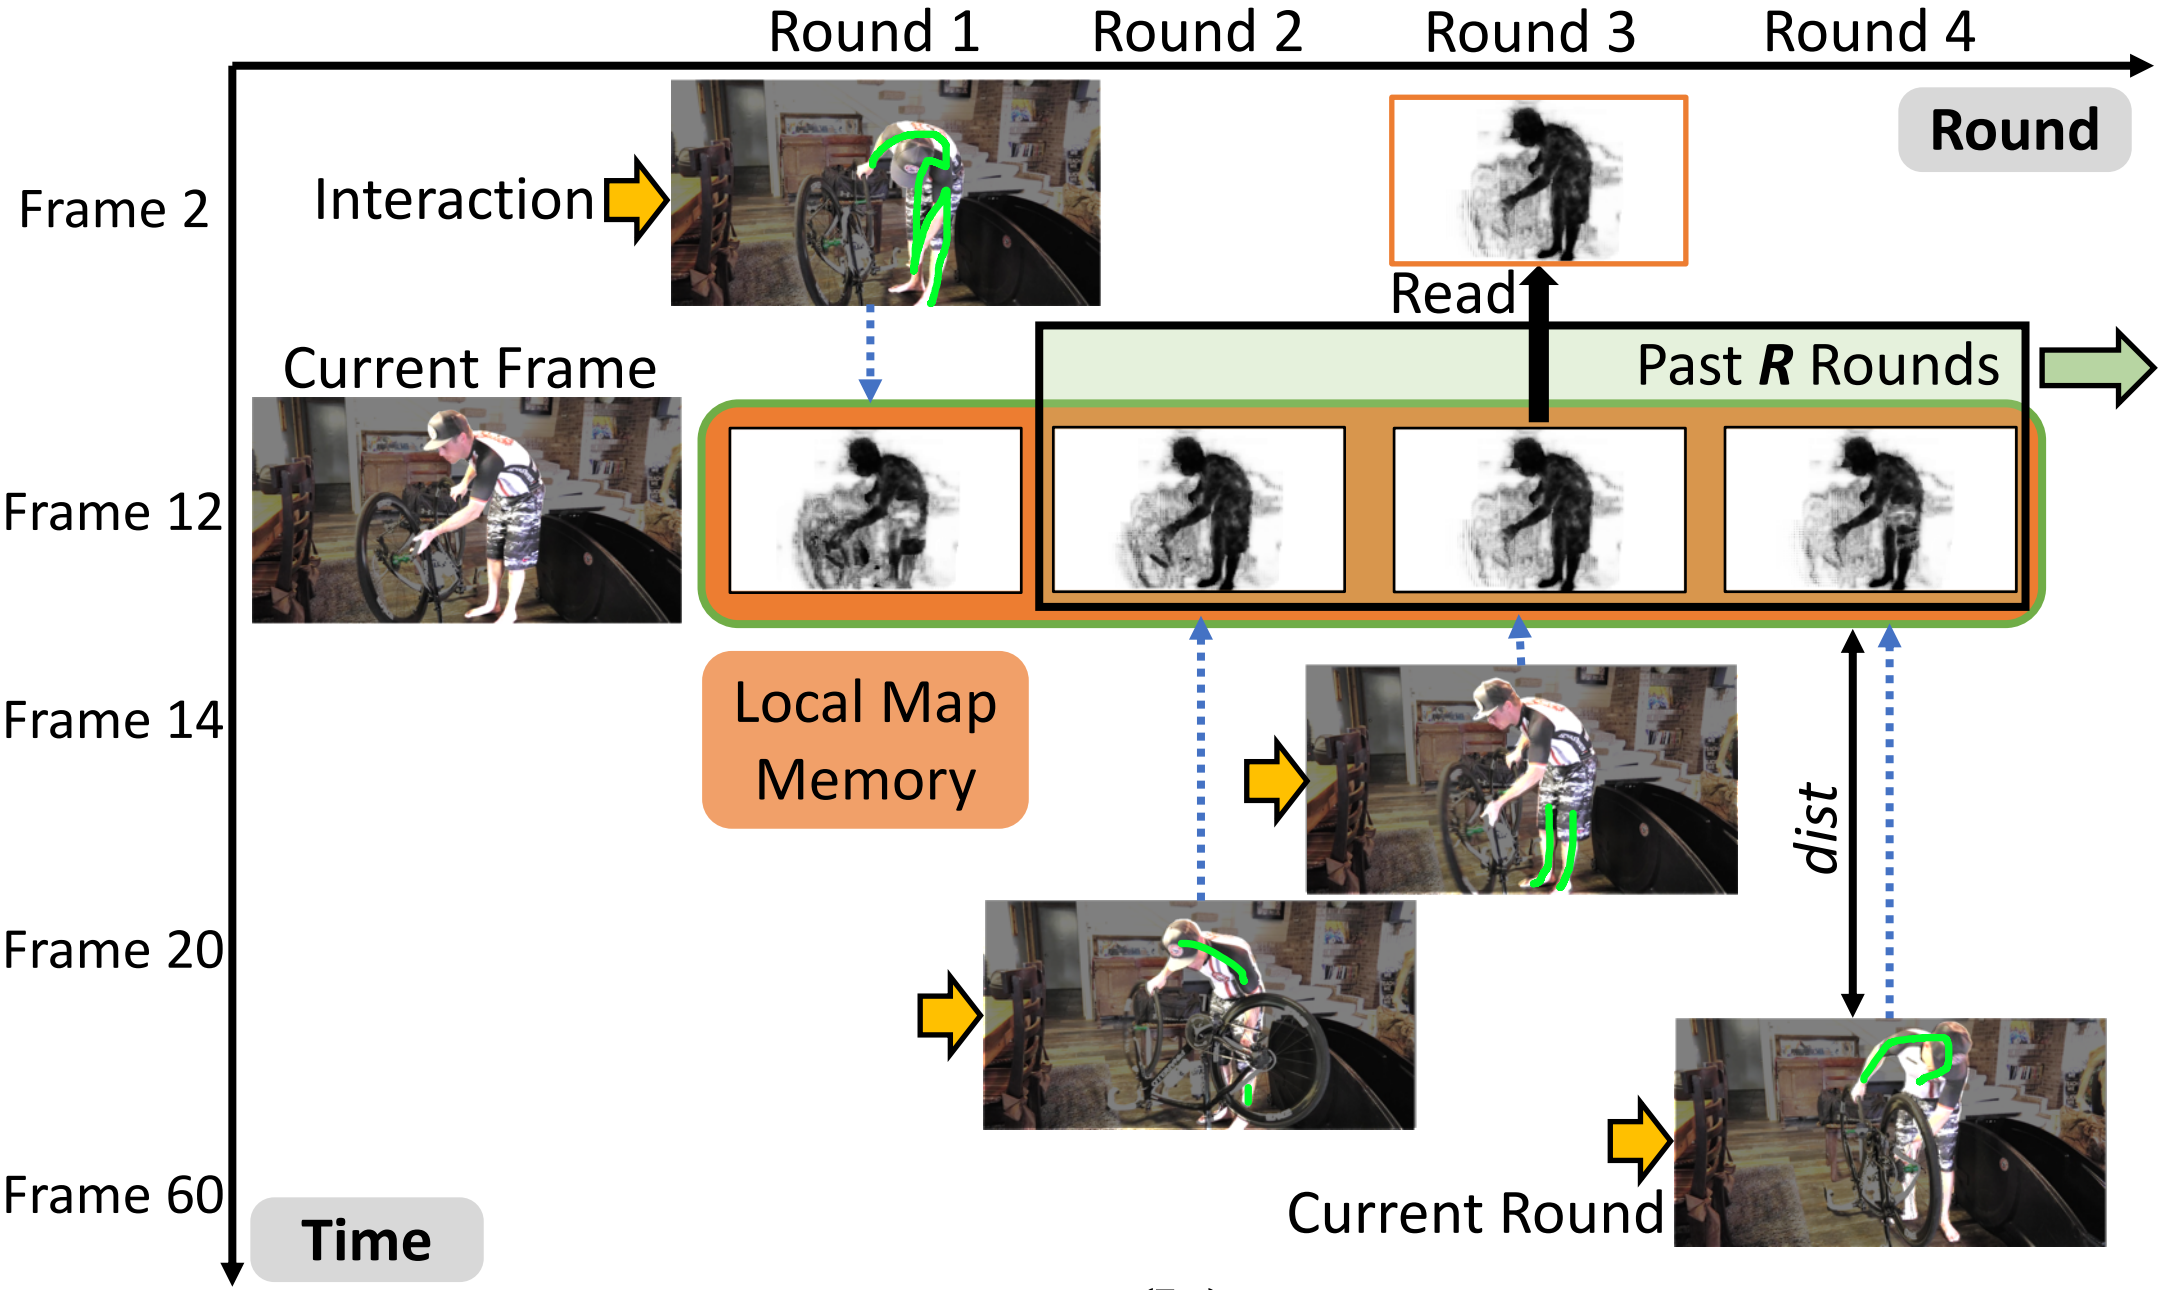 Round 1
Round 2
Round 3
Round 4
Round
Frame 2
Interaction
Read
Current Frame
Past R Rounds
Frame 12
Frame 14
Local Map
Memory
dist
Frame 20
Frame 60
Current Round
Time